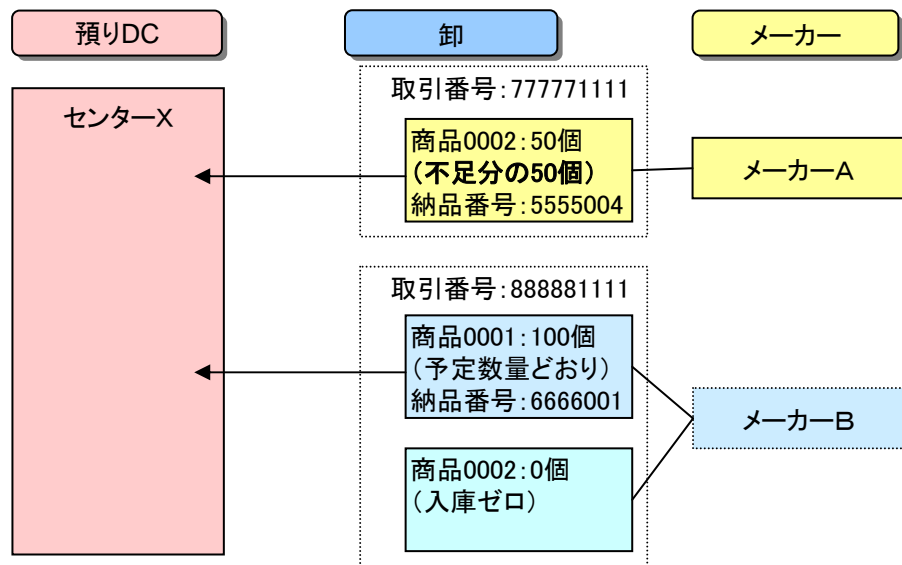 預りDC
卸
メーカー
センターX
取引番号：777771111
商品0002：50個
（不足分の50個）
納品番号：5555004
メーカーA
取引番号：888881111
商品0001：100個
（予定数量どおり）
納品番号：6666001
メーカーB
商品0002：0個
（入庫ゼロ）